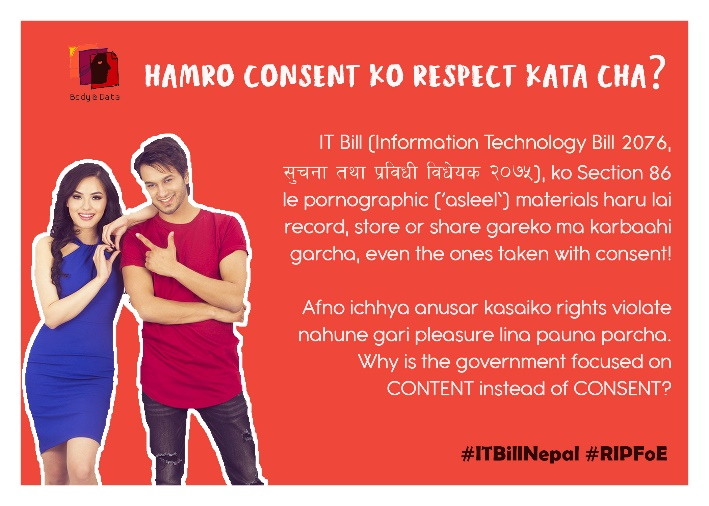 Body & Data
HAMRO CONSENT KO RESPECT KATA CHA?
IT Bill (Information Technology Bill 2076,
सुचना तथा प्रविधी विधेयक २०७५), ko Section 86
le pornographic ('asleel') materials haru lai
record, store or share gareko ma karbaahi
garcha, even the ones taken with consent!
Afno ichhya anusar kasaiko rights violate
nahune gari pleasure lina pauna parcha.
Why is the government focused on
CONTENT instead of CONSENT?
#ITBillNepal #RIPFoE